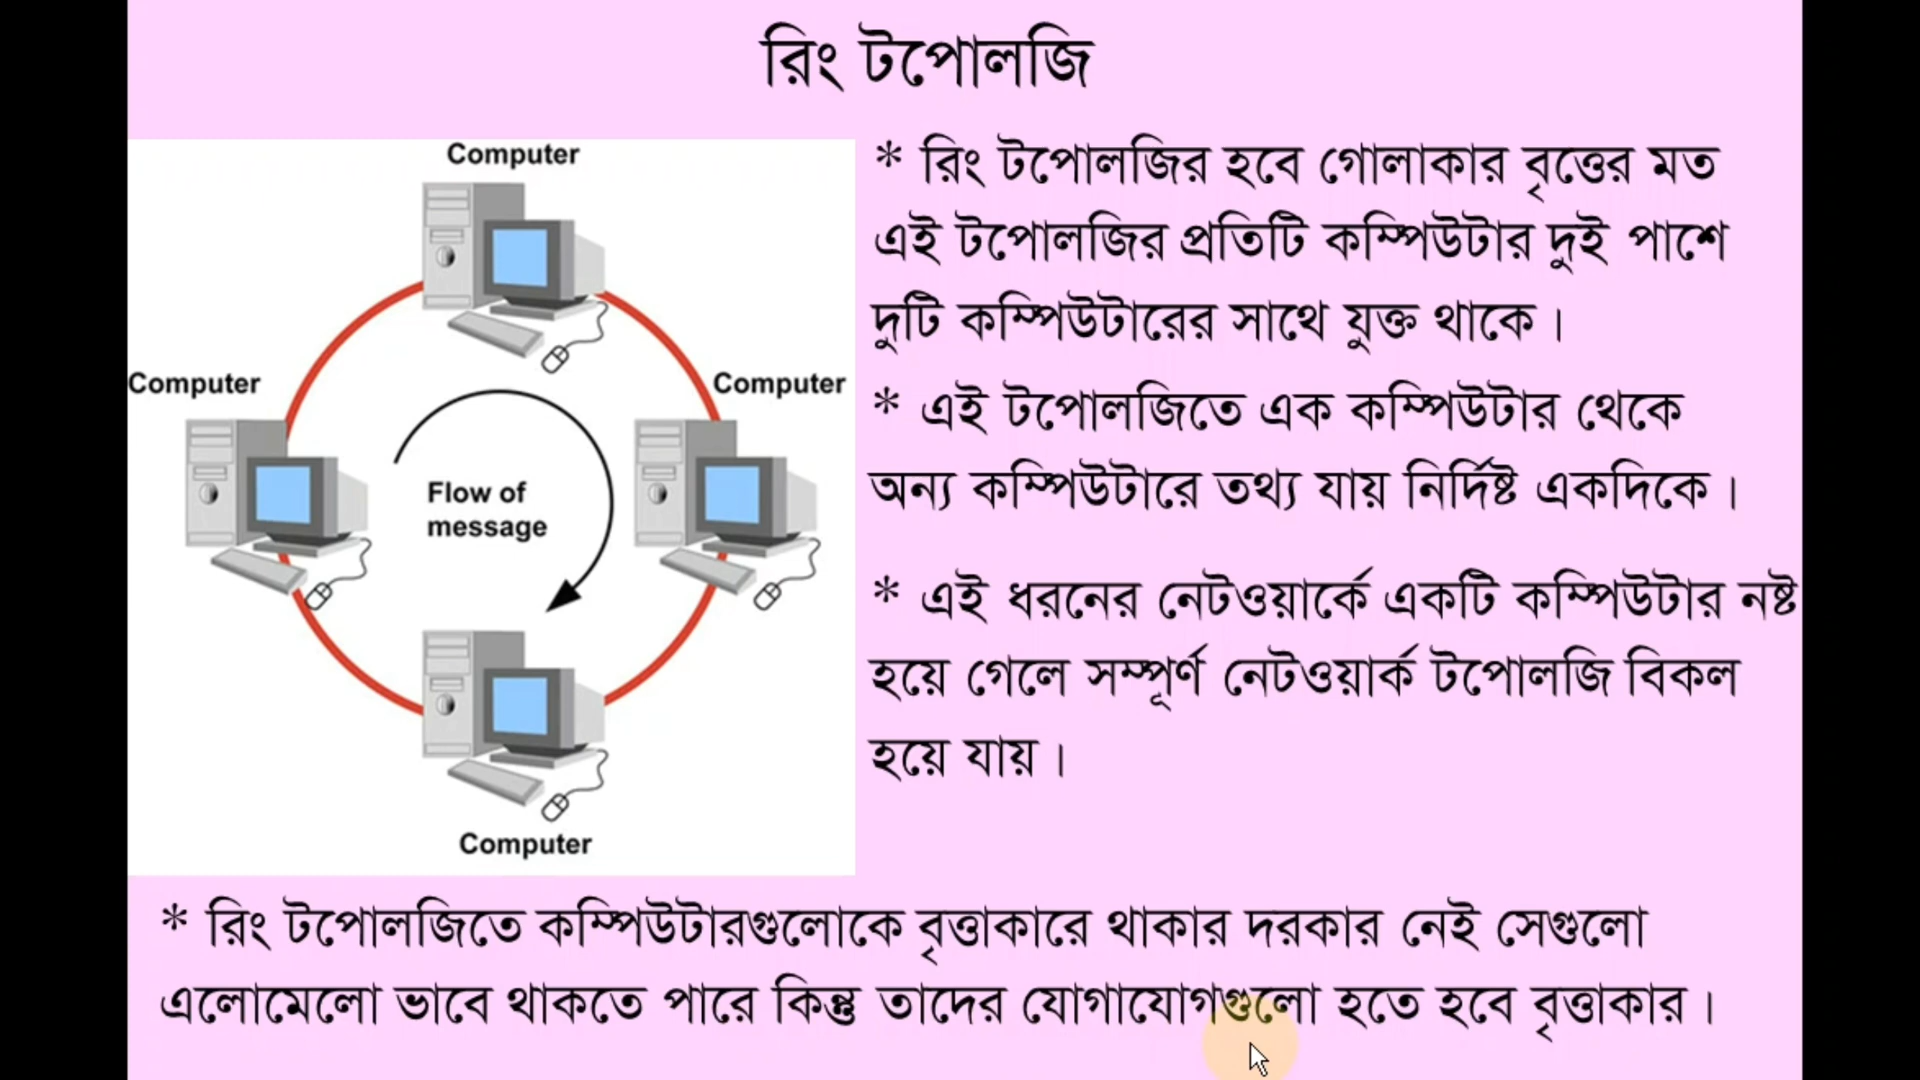 রিং টপোলজি
Computer
Computer
Computer
Flow of
message
Computer
* রিং টপোলজির হবে গোলাকার বৃত্তের মত
এই টপোলজির প্রতিটি কম্পিউটার দুই পাশে
দুটি কম্পিউটারের সাথে যুক্ত থাকে।
* এই টপোলজিতে এক কম্পিউটার থেকে
অন্য কম্পিউটারে তথ্য যায় নির্দিষ্ট একদিকে।
* এই ধরনের নেটওয়ার্কে একটি কম্পিউটার নষ্ট
হয়ে গেলে সম্পূর্ণ নেটওয়ার্ক টপোলজি বিকল
হয়ে যায়।
* রিং টপোলজিতে কম্পিউটারগুলোকে বৃত্তাকারে থাকার দরকার নেই সেগুলো
এলোমেলো ভাবে থাকতে পারে কিন্তু তাদের যোগাযোগগুলো হতে হবে বৃত্তাকার।